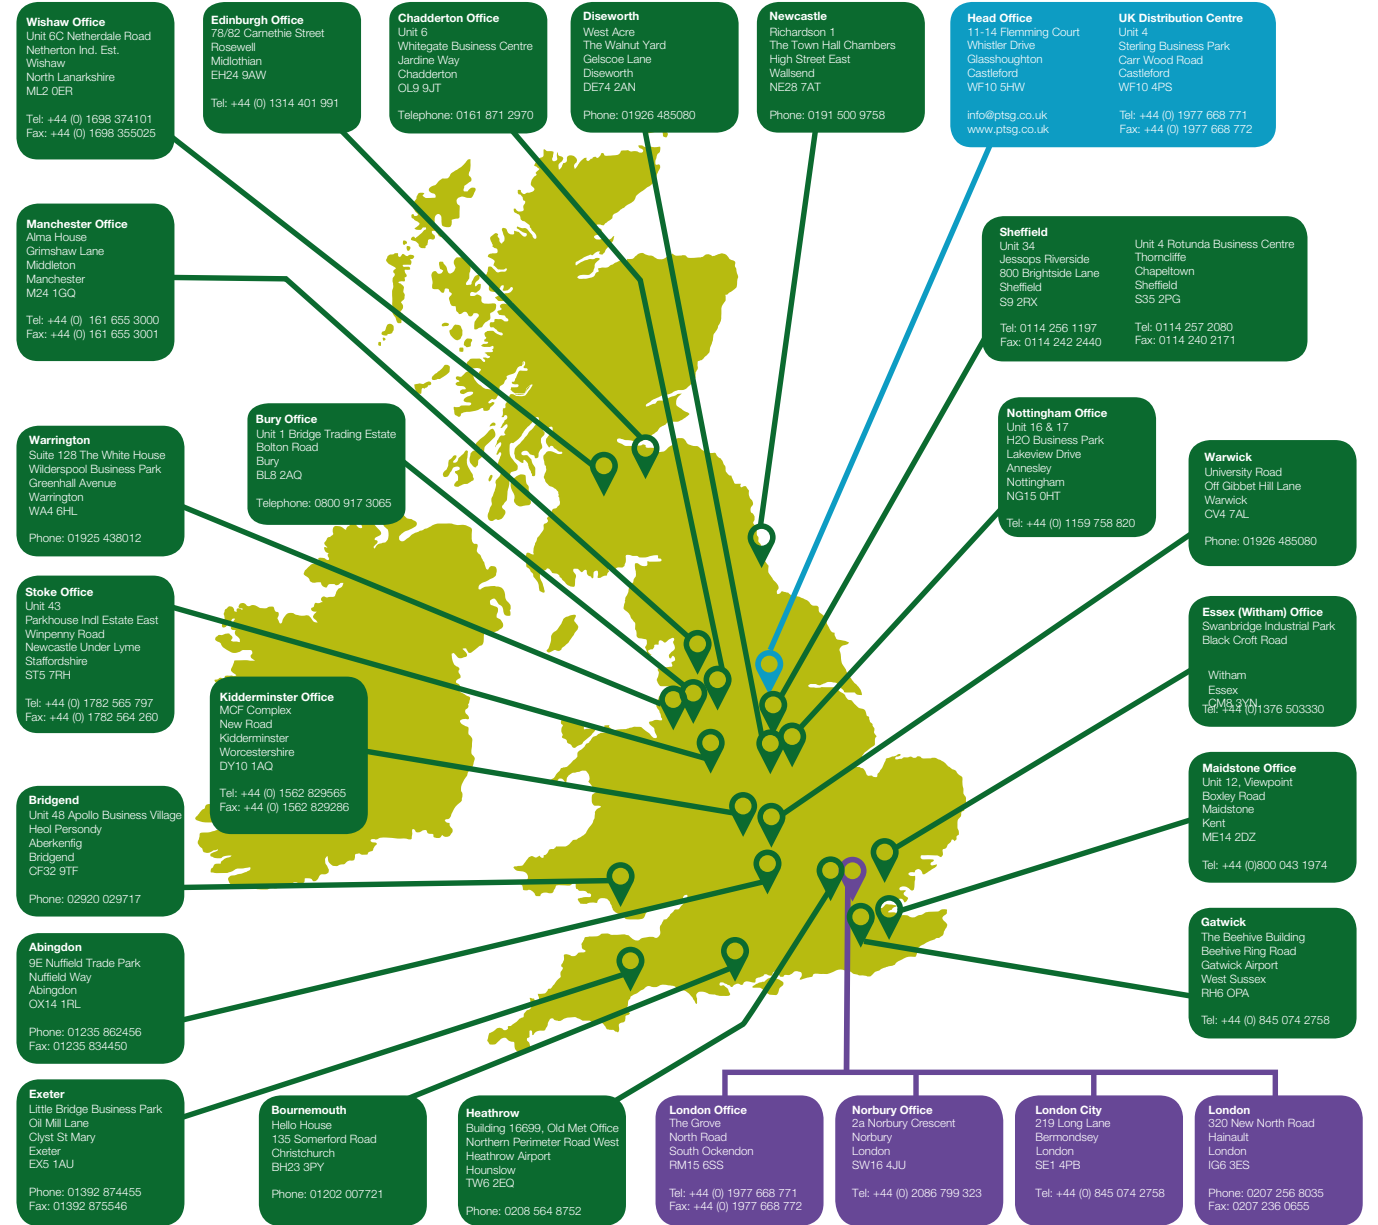 Wishaw Office
Unit 6C Netherdale Road
Netherton Ind. Est.
Wishaw
North Lanarkshire
ML2 0ER
Tel: +44 (0) 1698 374101
Fax: +44 (0) 1698 355025
Edinburgh Office
78/82 Carnethie Street
Rosewell
Midlothian
EH24 9AW
Tel: +44 (0) 1314 401 991
Chadderton Office
Unit 6
Whitegate Business Centre
Jardine Way
Chadderton
OL9 9JT
Telephone: 0161 871 2970
Diseworth
West Acre
The Walnut Yard
Gelscoe Lane
Diseworth
DE74 2AN
Phone: 01926 485080
Newcastle
Richardson 1
The Town Hall Chambers
High Street East
Wallsend
NE28 7AT
Phone: 0191 500 9758
Head Office
11-14 Flemming Court
Whistler Drive
Glasshoughton
Castleford
WF10 5HW
info@ptsg.co.uk
www.ptsg.co.uk
UK Distribution Centre
Unit 4
Sterling Business Park
Carr Wood Road
Castleford
WF10 4PS
Tel: +44 (0) 1977 668 771
Fax: +44 (0) 1977 668 772
Manchester Office
Alma House
Grimshaw Lane
Middleton
Manchester
M24 1GQ
Tel: +44 (0) 161 655 3000
Fax: +44 (0) 161 655 3001
Sheffield
Unit 34
Jessops Riverside
800 Brightside Lane
Sheffield
S9 2RX
Tel: 0114 256 1197
Fax: 0114 242 2440
Unit 4 Rotunda Business Centre
Thorncliffe
Chapeltown
Sheffield
S35 2PG
Tel: 0114 257 2080
Fax: 0114 240 2171
Bury Office
Unit 1 Bridge Trading Estate
Bolton Road
Bury
BL8 2AQ
Telephone: 0800 917 3065
Nottingham Office
Unit 16 & 17
H2O Business Park
Lakeview Drive
Annesley
Nottingham
NG15 0HT
Tel: +44 (0) 1159 758 820
Warrington
Suite 128 The White House
Wilderspool Business Park
Greenhall Avenue
Warrington
WA4 6HL
Phone: 01925 438012
Warwick
University Road
Off Gibbet Hill Lane
Warwick
CV4 7AL
Phone: 01926 485080
Stoke Office
Unit 43
Parkhouse Indl Estate East
Winpenny Road
Newcastle Under Lyme
Staffordshire
ST5 7RH
Tel: +44 (0) 1782 565 797
Fax: +44 (0) 1782 564 260
Essex (Witham) Office
Swanbridge Industrial Park
Black Croft Road
Witham
Essex
CM8 3YN
Tel: +44 (0)1376 503330
Kidderminster Office
MCF Complex
New Road
Kidderminster
Worcestershire
DY10 1AQ
Tel: +44 (0) 1562 829565
Fax: +44 (0) 1562 829286
Maidstone Office
Unit 12, Viewpoint
Boxley Road
Maidstone
Kent
ME14 2DZ
Tel: +44 (0)800 043 1974
Bridgend
Unit 48 Apollo Business Village
Heol Persondy
Aberkenfig
Bridgend
CF32 9TF
Phone: 02920 029717
Gatwick
The Beehive Building
Beehive Ring Road
Gatwick Airport
West Sussex
RH6 OPA
Tel: +44 (0) 845 074 2758
Abingdon
9E Nuffield Trade Park
Nuffield Way
Abingdon
OX14 1RL
Phone: 01235 862456
Fax: 01235 834450
Exeter
Little Bridge Business Park
Oil Mill Lane
Clyst St Mary
Exeter
EX5 1AU
Phone: 01392 874455
Fax: 01392 875546
Bournemouth
Hello House
135 Somerford Road
Christchurch
BH23 3PY
Phone: 01202 007721
Heathrow
Building 16699, Old Met Office
Northern Perimeter Road West
Heathrow Airport
Hounslow
TW6 2EQ
Phone: 0208 564 8752
London Office
The Grove
North Road
South Ockendon
RM15 6SS
Tel: +44 (0) 1977 668 771
Fax: +44 (0) 1977 668 772
Norbury Office
2a Norbury Crescent
Norbury
London
SW16 4JU
Tel: +44 (0) 2086 799 323
London City
219 Long Lane
Bermondsey
London
SE1 4PB
Tel: +44 (0) 845 074 2758
London
320 New North Road
Hainault
London
IG6 3ES
Phone: 0207 256 8035
Fax: 0207 236 0655